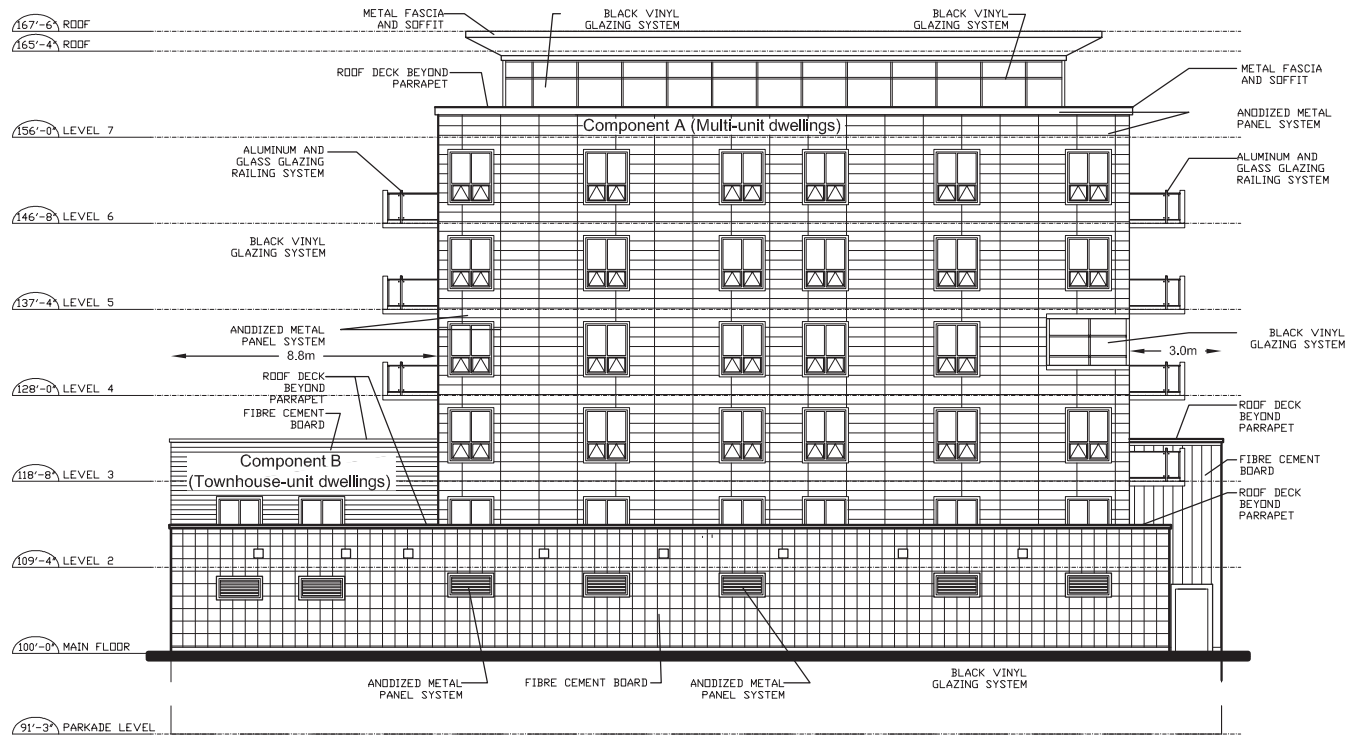 167'-6" ROOF
165'-4" ROOF
METAL FASCIA
AND SOFFIT
BLACK VINYL
GLAZING SYSTEM
BLACK VINYL
GLAZING SYSTEM
ROOF DECK BEYOND
PARRAPET
METAL FASCIA
AND SOFFIT
156'-0" LEVEL 7
Component A (Multi-unit dwellings)
ANODIZED METAL
PANEL SYSTEM
ALUMINUM AND
GLASS GLAZING
RAILING SYSTEM
ALUMINUM AND
GLASS GLAZING
RAILING SYSTEM
146'-8" LEVEL 6
BLACK VINYL
GLAZING SYSTEM
137'-4" LEVEL 5
ANODIZED METAL
PANEL SYSTEM
8.8m
BLACK VINYL
GLAZING SYSTEM
3.0m
ROOF DECK
BEYOND
PARRAPET
128'-0" LEVEL 4
FIBRE CEMENT
BOARD
ROOF DECK
BEYOND
PARRAPET
Component B
(Townhouse-unit dwellings)
118'-8" LEVEL 3
FIBRE CEMENT
BOARD
ROOF DECK
BEYOND
PARRAPET
109'-4" LEVEL 2
100'-0" MAIN FLOOR
ANODIZED METAL
PANEL SYSTEM
FIBRE CEMENT BOARD
ANODIZED METAL
PANEL SYSTEM
BLACK VINYL
GLAZING SYSTEM
91'-3" PARKADE LEVEL